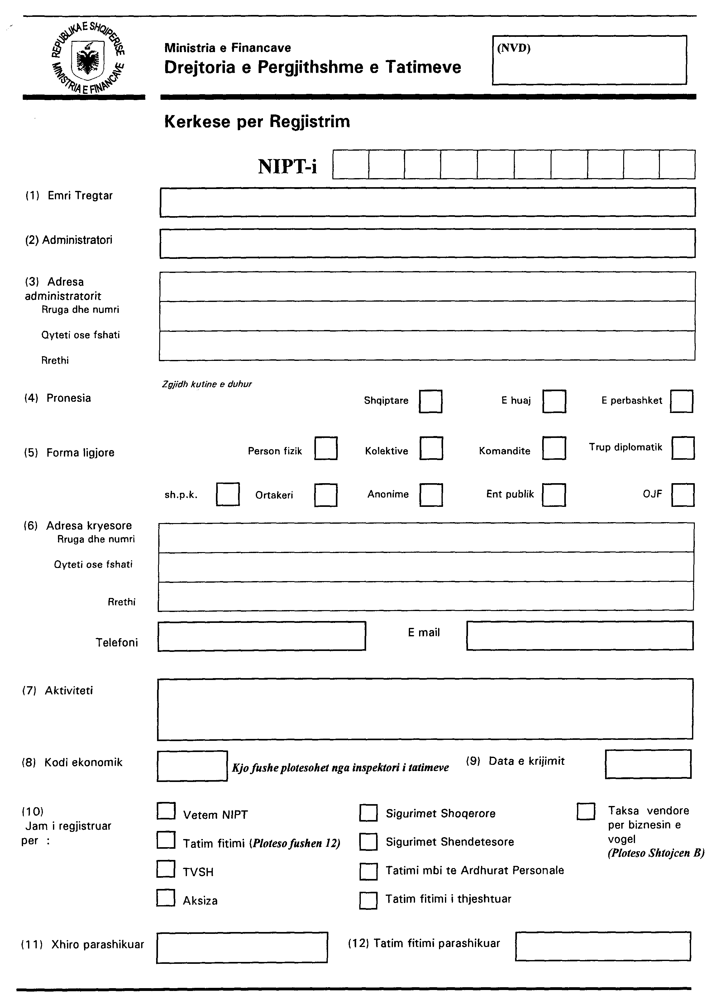 REPUBLIKA E SHQIPERISE
MINISTRIA E FINANCAVE
Ministria e Financave
Drejtoria e Pergjithshme e Tatimeve
(NVD)
Kerkese per Regjistrim
NIPT-i
(1) Emri Tregtar
(2) Administratori
(3) Adresa
administratorit
Rruga dhe numri
Qyteti ose fshati
Rrethi
Zgjidh kutine e duhur
(4) Pronesia
Shqiptare
E huaj
E perbashket
(5) Forma ligjore
Person fizik
Kolektive
Komandite
Trup diplomatik
sh.p.k.
Ortakeri
Anonime
Ent publik
OJF
(6) Adresa kryesore
Rruga dhe numri
Qyteti ose fshati
Rrethi
Telefoni
E mail
(7) Aktiviteti
(8) Kodi ekonomik
Kjo fushe plotesohet nga inspektori i tatimeve
(9) Data e krijimit
(10)
Jam i regjistruar
per :
Vetem NIPT
Tatim fitimi (Ploteso fushen 12)
TVSH
Aksiza
Sigurimet Shoqerore
Sigurimet Shendetesore
Tatimi mbi te Ardhurat Personale
Tatim fitimi i thjeshtuar
Taksa vendore
per biznesin e
vogel
(Ploteso Shtojcen B)
(11) Xhiro parashikuar
(12) Tatim fitimi parashikuar